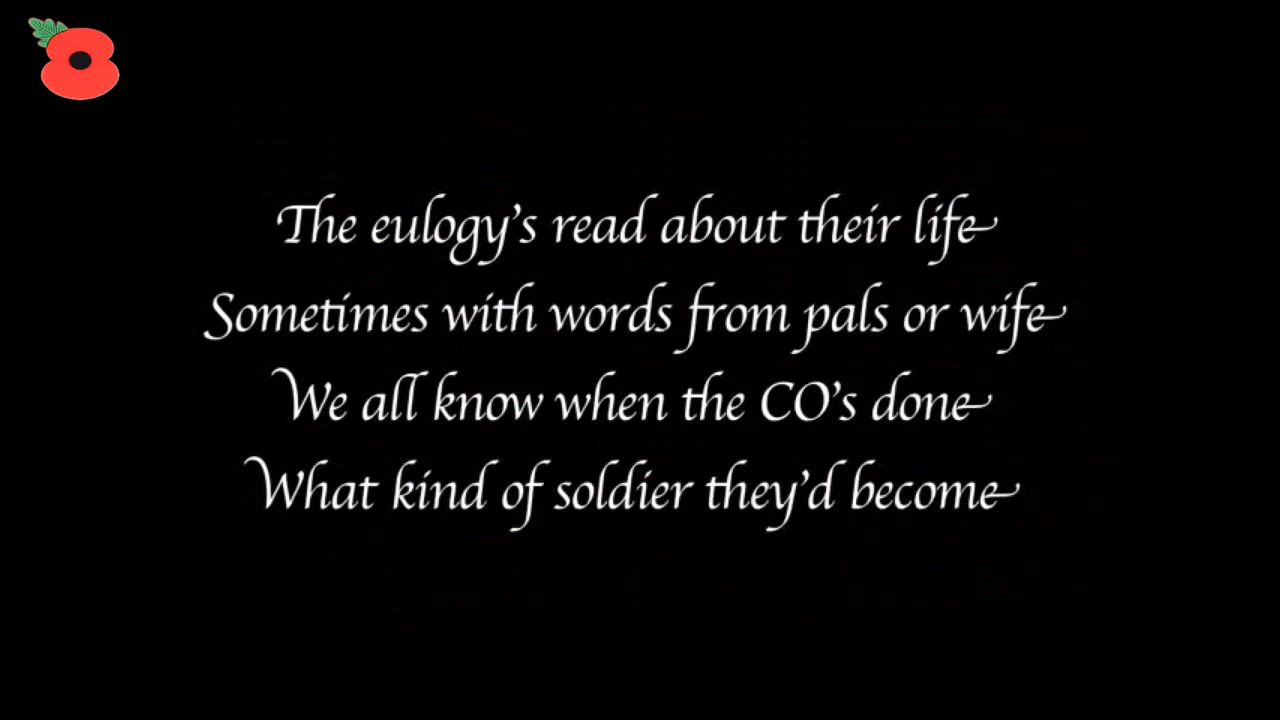 The eulogy's read about their life
Sometimes with words from pals or wife
We all know when the CO's done
What kind of soldier they'd become